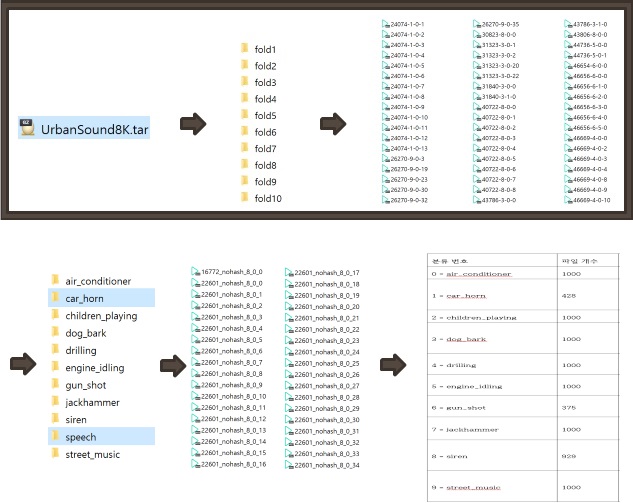 UrbanSound8K.tar
fold1
fold2
fold3
fold4
fold5
fold6
fold7
fold8
fold9
fold10
24074-1-0-1
24074-1-0-2
24074-1-0-3
24074-1-0-4
24074-1-0-5
24074-1-0-6
24074-1-0-7
24074-1-0-8
24074-1-0-9
24074-1-0-10
24074-1-0-11
24074-1-0-12
24074-1-0-13
26270-9-0-3
26270-9-0-19
26270-9-0-23
26270-9-0-30
26270-9-0-32
26270-9-0-35
30823-8-0-0
31323-3-0-1
31323-3-0-10
31323-3-0-20
31323-3-0-22
31840-3-0-0
31840-3-1-0
40722-8-0-0
40722-8-0-1
40722-8-0-2
40722-8-0-3
40722-8-0-4
40722-8-0-5
40722-8-0-6
40722-8-0-7
40722-8-0-8
43786-3-0-0
43786-3-1-0
43806-8-0-0
44736-5-0-0
44736-5-0-1
46654-6-0-0
46656-6-0-0
46656-6-1-0
46656-6-2-0
46656-6-3-0
46656-6-4-0
46656-6-5-0
46669-4-0-0
46669-4-0-2
46669-4-0-3
46669-4-0-4
46669-4-0-8
46669-4-0-9
46669-4-0-10
air_conditioner
car_horn
children_playing
dog_bark
drilling
engine_idling
gun_shot
jackhammer
siren
speech
street_music
16772_nohash_8_0_0
22601_nohash_8_0_0
22601_nohash_8_0_1
22601_nohash_8_0_2
22601_nohash_8_0_3
22601_nohash_8_0_4
22601_nohash_8_0_5
22601_nohash_8_0_6
22601_nohash_8_0_7
22601_nohash_8_0_8
22601_nohash_8_0_9
22601_nohash_8_0_10
22601_nohash_8_0_11
22601_nohash_8_0_12
22601_nohash_8_0_13
22601_nohash_8_0_14
22601_nohash_8_0_15
22601_nohash_8_0_16
22601_nohash_8_0_17
22601_nohash_8_0_18
22601_nohash_8_0_19
22601_nohash_8_0_20
22601_nohash_8_0_21
22601_nohash_8_0_22
22601_nohash_8_0_23
22601_nohash_8_0_24
22601_nohash_8_0_25
22601_nohash_8_0_26
22601_nohash_8_0_27
22601_nohash_8_0_28
22601_nohash_8_0_29
22601_nohash_8_0_30
22601_nohash_8_0_31
22601_nohash_8_0_32
22601_nohash_8_0_33
22601_nohash_8_0_34
분류 번호 파일 개수
0 = air_conditioner 1000
1 = car_horn 428
2 = children_playing 1000
3 = dog_bark 1000
4 = drilling 1000
5 = engine_idling 1000
6 = gun_shot 375
7 = jackhammer 1000
8 = siren 929
9 = street_music 1000